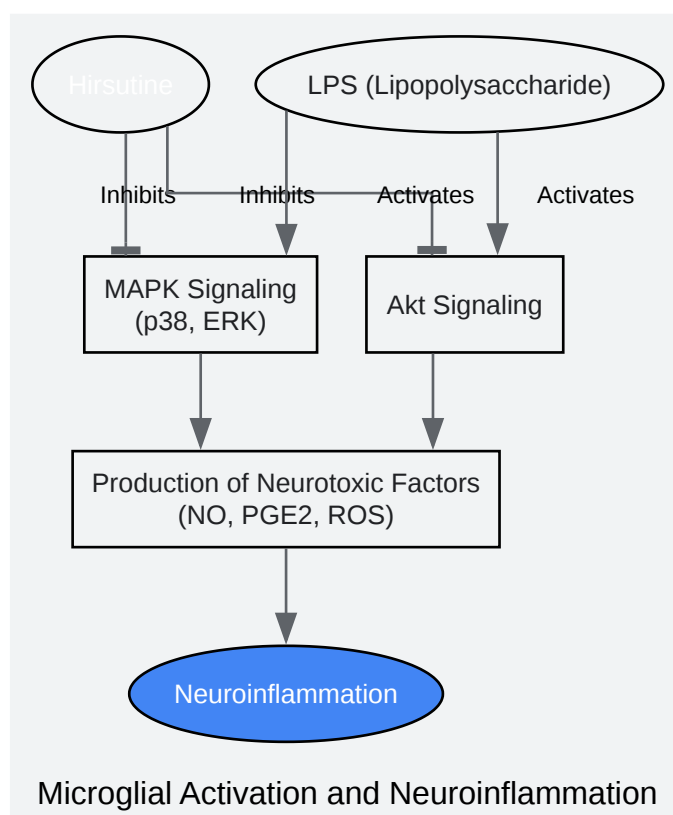 Hirsutine
LPS (Lipopolysaccharide)
Inhibits
Inhibits
Activates
Activates
MAPK Signaling
(p38, ERK)
Akt Signaling
Production of Neurotoxic Factors
(NO, PGE2, ROS)
Neuroinflammation
Microglial Activation and Neuroinflammation